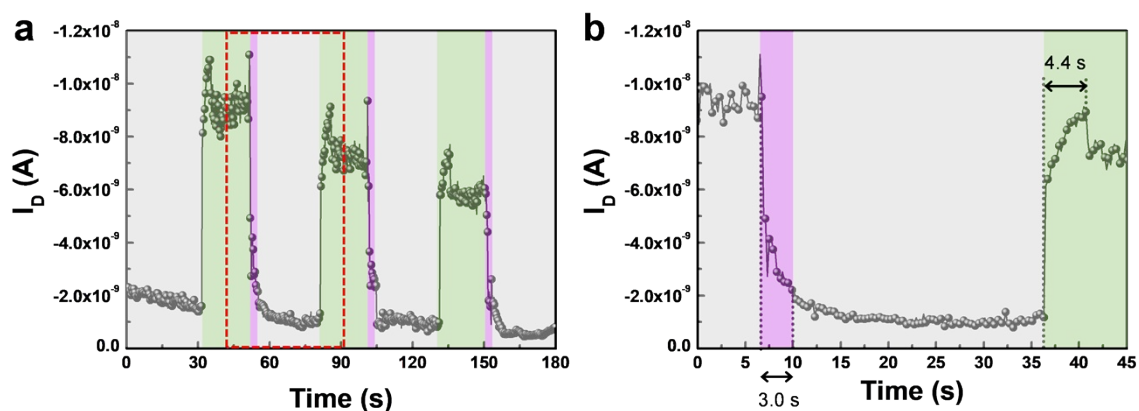 a
-1.2x10⁻⁸
-1.0x10⁻⁸
-8.0x10⁻⁹
-6.0x10⁻⁹
-4.0x10⁻⁹
-2.0x10⁻⁹
0.0
I_D (A)
0 30 60 90 120 150 180
Time (s)
b
-1.2x10⁻⁸
-1.0x10⁻⁸
-8.0x10⁻⁹
-6.0x10⁻⁹
-4.0x10⁻⁹
-2.0x10⁻⁹
0.0
I_D (A)
4.4 s
0 5 10 15 20 25 30 35 40 45
3.0 s
Time (s)